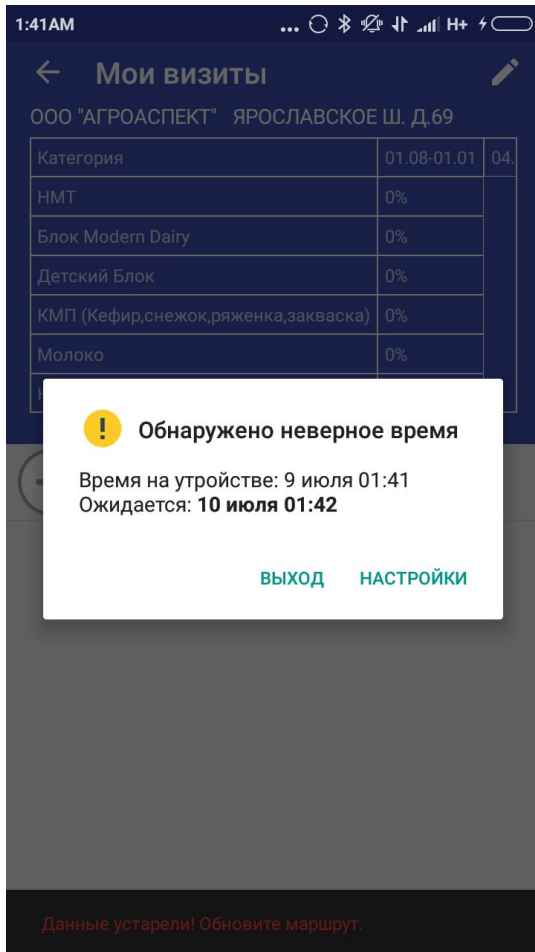 1:41AM ... H+
Мои визиты
ООО "АГРОАСПЕКТ" ЯРОСЛАВСКОЕ Ш. Д.69
Категория 01.08-01.01 04.
НМТ 0%
Блок Modern Dairy 0%
Детский Блок 0%
КМП (Кефир,снежок,ряженка,закваска) 0%
Молоко 0%
Обнаружено неверное время
Время на утройстве: 9 июля 01:41
Ожидается: 10 июля 01:42
ВЫХОД НАСТРОЙКИ
Данные устарели! Обновите маршрут.